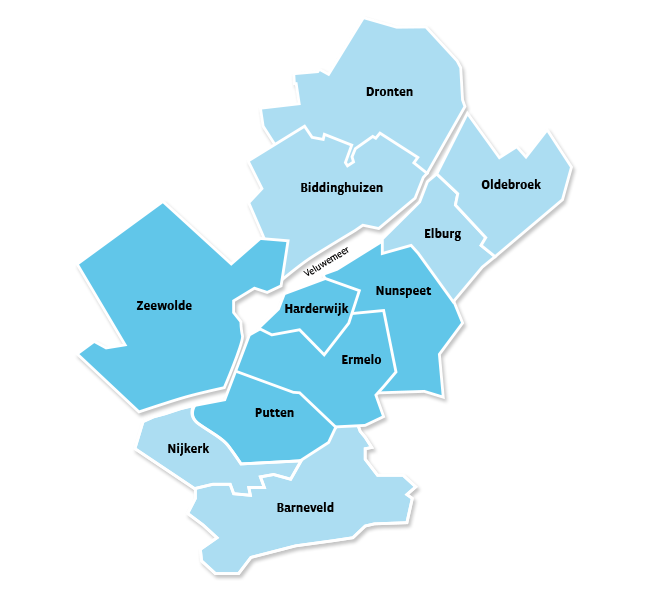 Dronten
Biddinghuizen
Oldebroek
Elburg
Veluwemeer
Nunspeet
Zeewolde
Harderwijk
Ermelo
Putten
Nijkerk
Barneveld